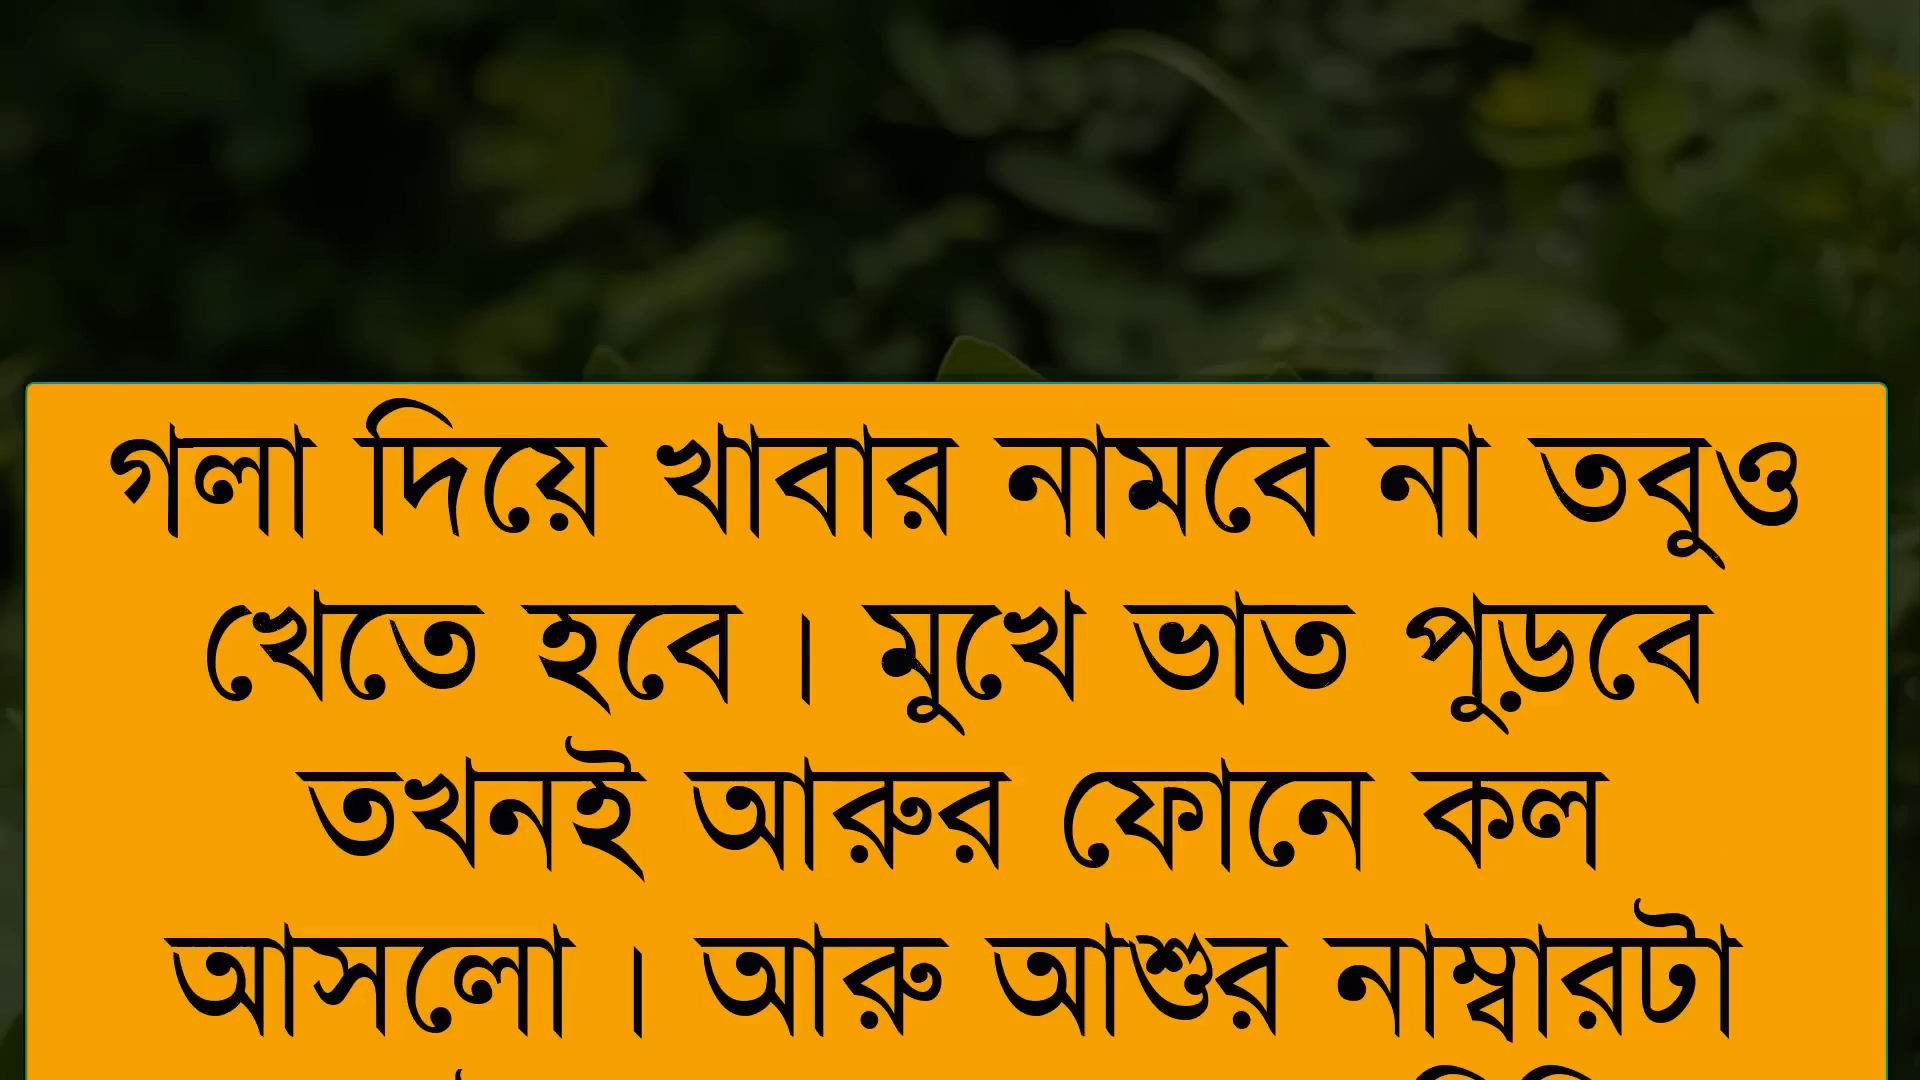 গলা দিয়ে খাবার নামবে না তবুও
খেতে হবে । মুখে ভাত পুড়বে
তখনই আরুর ফোনে কল
আসলো । আরু আশুর নাম্বারটা